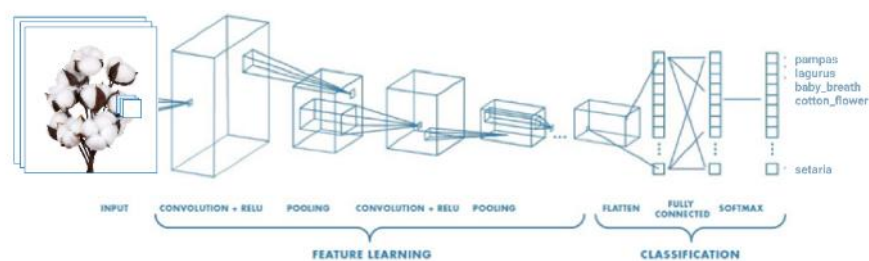 pampas
lagurus
baby_breath
cotton_flower
setaria
INPUT
CONVOLUTION + RELU
POOLING
CONVOLUTION + RELU
POOLING
FLATTEN
FULLY
CONNECTED
SOFTMAX
FEATURE LEARNING
CLASSIFICATION